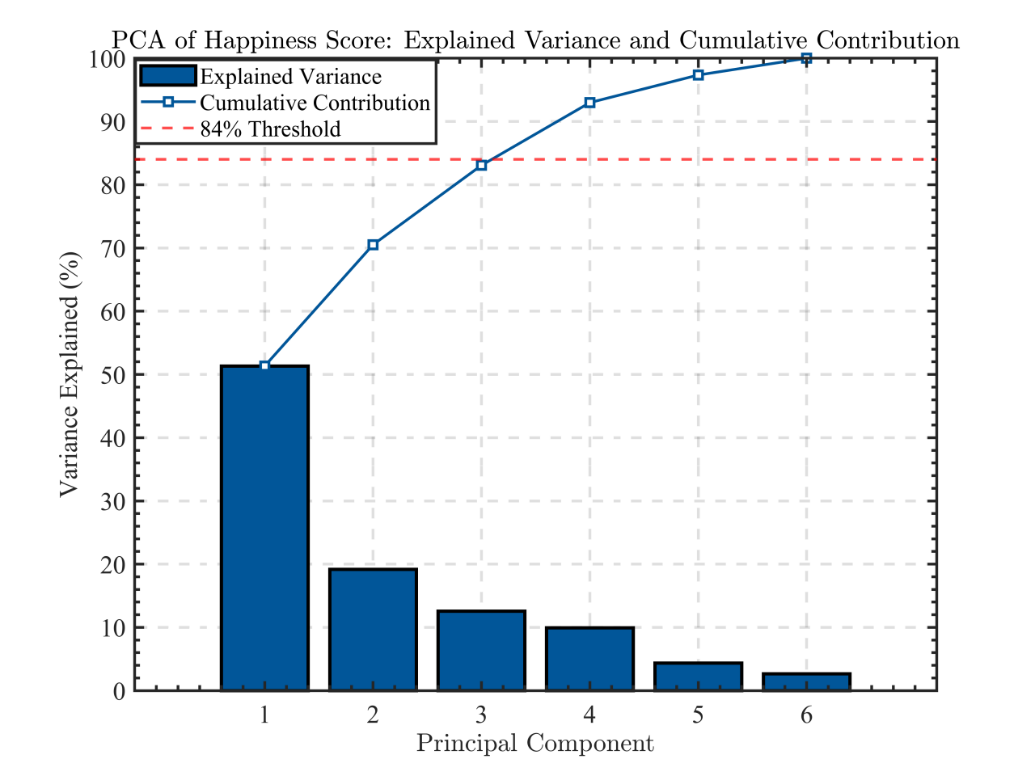 PCA of Happiness Score: Explained Variance and Cumulative Contribution
Explained Variance
Cumulative Contribution
84% Threshold
100
90
80
70
60
50
40
30
20
10
0
Variance Explained (%)
1 2 3 4 5 6
Principal Component